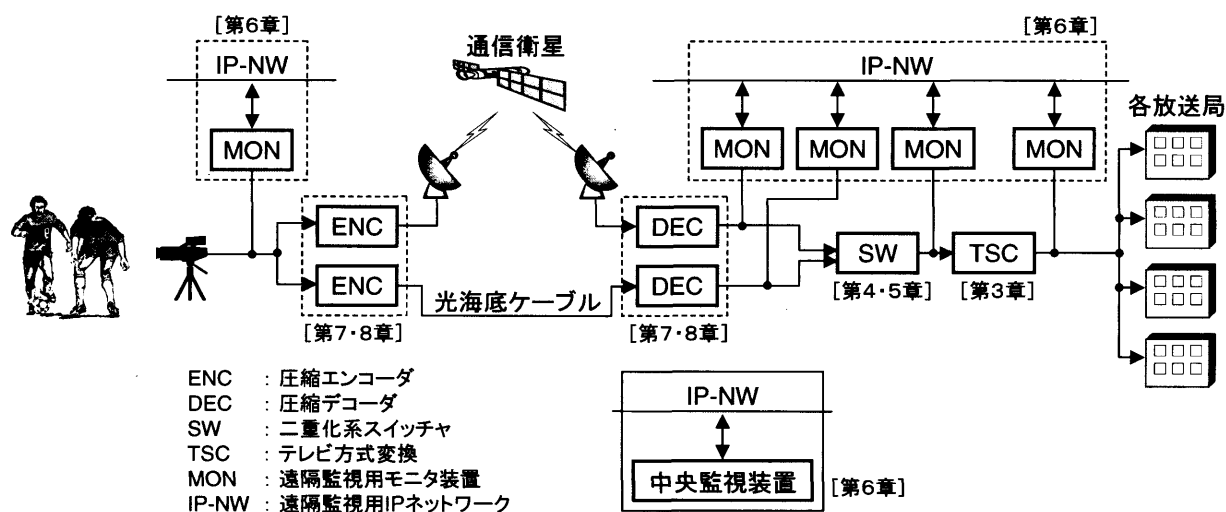 [第6章]
IP-NW
MON
通信衛星
[第6章]
IP-NW
MON
MON
MON
MON
各放送局
ENC
ENC
[第7・8章]
光海底ケーブル
DEC
DEC
[第7・8章]
SW
[第4・5章]
TSC
[第3章]
ENC : 圧縮エンコーダ
DEC : 圧縮デコーダ
SW : 二重化系スイッチャ
TSC : テレビ方式変換
MON : 遠隔監視用モニタ装置
IP-NW : 遠隔監視用IPネットワーク
IP-NW
中央監視装置
[第6章]